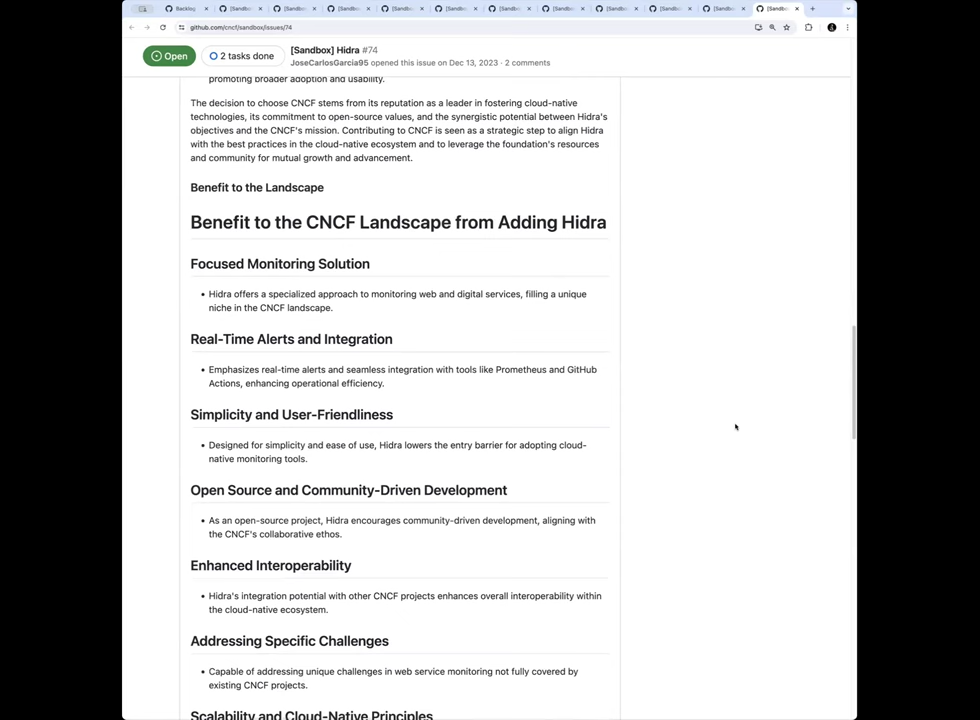 Backlog
[Sandbo
[Sandbo
[Sandbo
[Sandbo
[Sandbo
[Sandbo
[Sandbo
[Sandbo
[Sandbo
[Sandbo
[Sandbo
github.com/cncf/sandbox/issues/74
Open
2 tasks done
[Sandbox] Hidra #74
JoseCarlosGarcia95 opened this issue on Dec 13, 2023 · 2 comments
promoting broader adoption and usability.
The decision to choose CNCF stems from its reputation as a leader in fostering cloud-native
technologies, its commitment to open-source values, and the synergistic potential between Hidra's
objectives and the CNCF's mission. Contributing to CNCF is seen as a strategic step to align Hidra
with the best practices in the cloud-native ecosystem and to leverage the foundation's resources
and community for mutual growth and advancement.
Benefit to the Landscape
Benefit to the CNCF Landscape from Adding Hidra
Focused Monitoring Solution
• Hidra offers a specialized approach to monitoring web and digital services, filling a unique
niche in the CNCF landscape.
Real-Time Alerts and Integration
• Emphasizes real-time alerts and seamless integration with tools like Prometheus and GitHub
Actions, enhancing operational efficiency.
Simplicity and User-Friendliness
• Designed for simplicity and ease of use, Hidra lowers the entry barrier for adopting cloud-
native monitoring tools.
Open Source and Community-Driven Development
• As an open-source project, Hidra encourages community-driven development, aligning with
the CNCF's collaborative ethos.
Enhanced Interoperability
• Hidra's integration potential with other CNCF projects enhances overall interoperability within
the cloud-native ecosystem.
Addressing Specific Challenges
• Capable of addressing unique challenges in web service monitoring not fully covered by
existing CNCF projects.
Scalability and Cloud-Native Principles